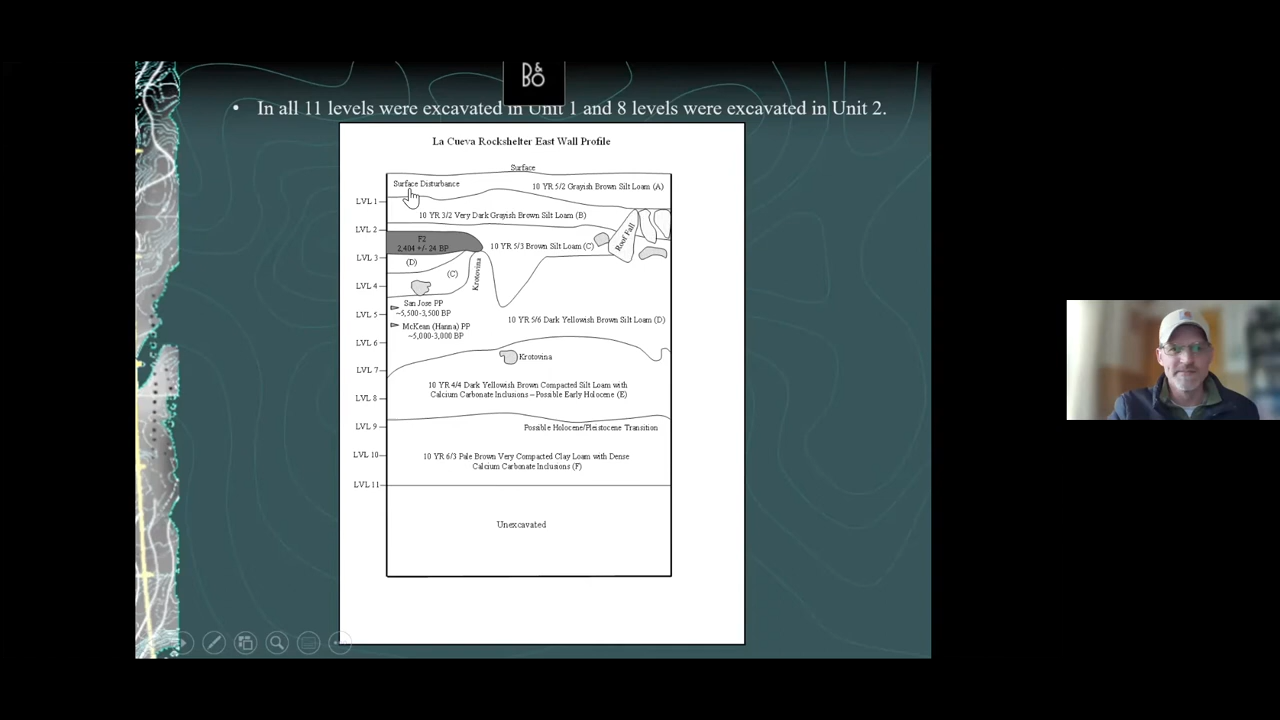 B&O
• In all 11 levels were excavated in Unit 1 and 8 levels were excavated in Unit 2.
La Cueva Rockshelter East Wall Profile
Surface
Surface Disturbance
10 YR 5/2 Grayish Brown Silt Loam (A)
LVL 1
10 YR 3/2 Very Dark Grayish Brown Silt Loam (B)
LVL 2
F2
2,404 +/- 24 BP
10 YR 5/3 Brown Silt Loam (C)
Roof Fall
LVL 3
(D)
(C)
Krotovina
LVL 4
San Jose PP
~5,500-3,500 BP
LVL 5
10 YR 5/6 Dark Yellowish Brown Silt Loam (D)
McKean (Hanna) PP
~5,000-3,000 BP
LVL 6
Krotovina
LVL 7
10 YR 4/4 Dark Yellowish Brown Compacted Silt Loam with
Calcium Carbonate Inclusions – Possible Early Holocene (E)
LVL 8
LVL 9
Possible Holocene/Pleistocene Transition
LVL 10
10 YR 6/3 Pale Brown Very Compacted Clay Loam with Dense
Calcium Carbonate Inclusions (F)
LVL 11
Unexcavated